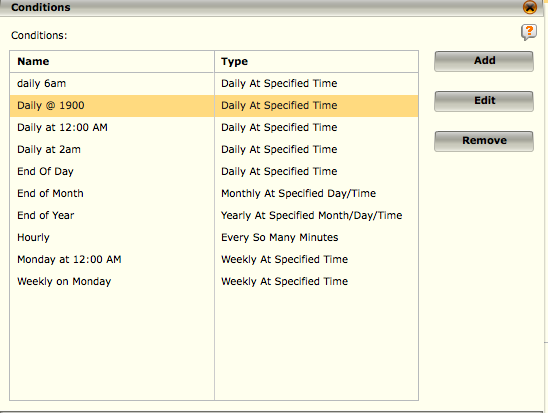 Conditions
Conditions:
?
Name Type
daily 6am Daily At Specified Time
Daily @ 1900 Daily At Specified Time
Daily at 12:00 AM Daily At Specified Time
Daily at 2am Daily At Specified Time
End Of Day Daily At Specified Time
End of Month Monthly At Specified Day/Time
End of Year Yearly At Specified Month/Day/Time
Hourly Every So Many Minutes
Monday at 12:00 AM Weekly At Specified Time
Weekly on Monday Weekly At Specified Time
Add
Edit
Remove